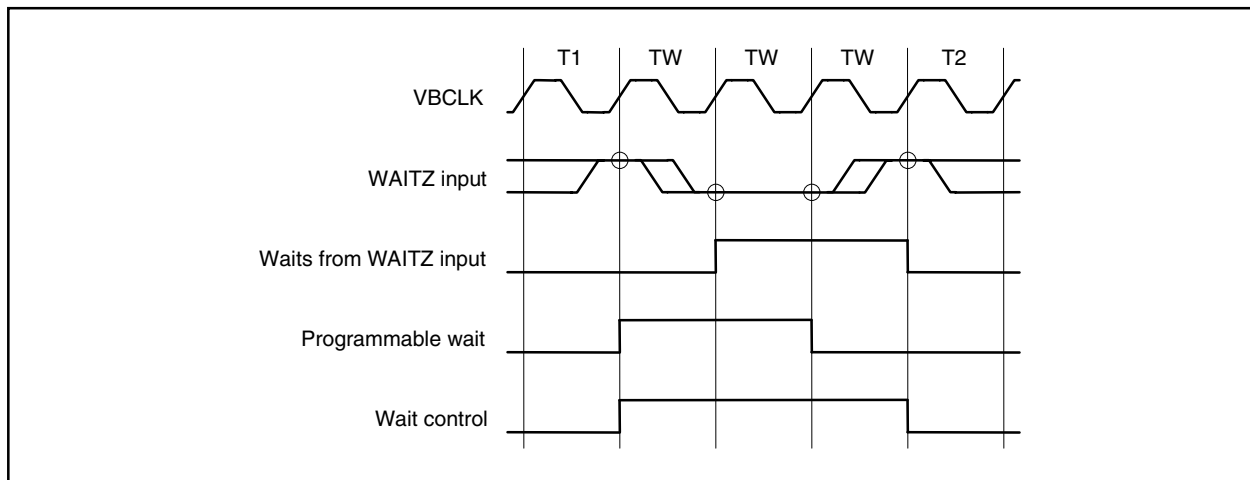 T1 TW TW TW T2
VBCLK
WAITZ input
Waits from WAITZ input
Programmable wait
Wait control